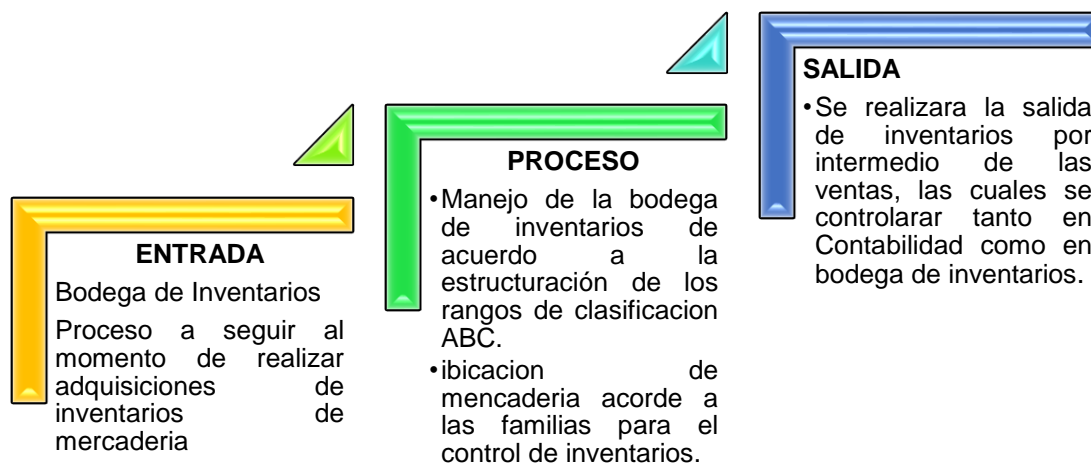 ENTRADA
Bodega de Inventarios
Proceso a seguir al
momento de realizar
adquisiciones de
inventarios de
mercaderia
PROCESO
•Manejo de la bodega
de inventarios de
acuerdo a la
estructuración de los
rangos de clasificacion
ABC.
•ibicacion de
mencaderia acorde a
las familias para el
control de inventarios.
SALIDA
•Se realizara la salida
de inventarios por
intermedio de las
ventas, las cuales se
controlarar tanto en
Contabilidad como en
bodega de inventarios.